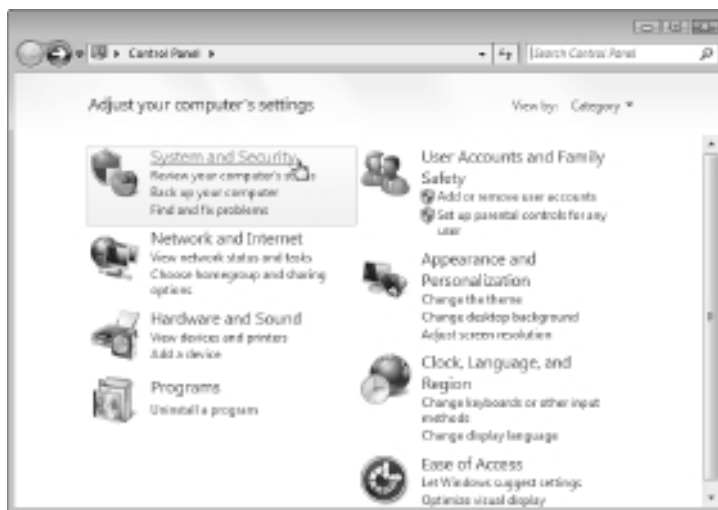 Control Panel
Search Control Panel
Adjust your computer's settings
View by: Category
System and Security
Review your computer's status
Back up your computer
Find and fix problems
Network and Internet
View network status and tasks
Choose homegroup and sharing
options
Hardware and Sound
View devices and printers
Add a device
Programs
Uninstall a program
User Accounts and Family
Safety
Add or remove user accounts
Set up parental controls for any
user
Appearance and
Personalization
Change the theme
Change desktop background
Adjust screen resolution
Clock, Language, and
Region
Change keyboards or other input
methods
Change display language
Ease of Access
Let Windows suggest settings
Optimize visual display